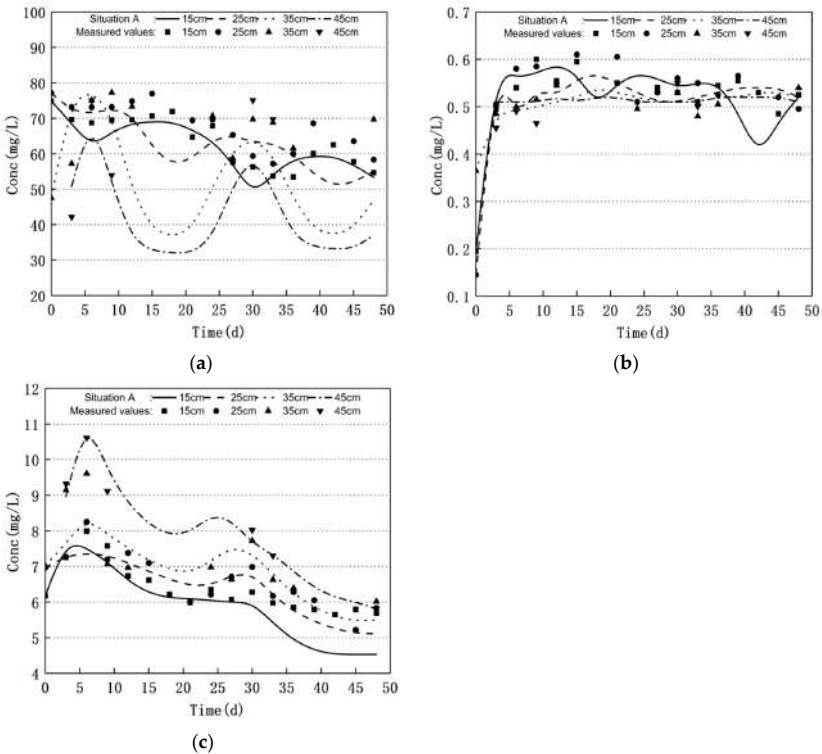 Situation A 15cm 25cm 35cm 45cm
Measured values: 15cm 25cm 35cm 45cm
Conc(mg/L)
100
90
80
70
60
50
40
30
20
0 5 10 15 20 25 30 35 40 45 50
Time(d)
(a)
Situation A 15cm 25cm 35cm 45cm
Measured values: 15cm 25cm 35cm 45cm
Conc(mg/L)
0.7
0.6
0.5
0.4
0.3
0.2
0.1
0 5 10 15 20 25 30 35 40 45 50
Time(d)
(b)
Situation A 15cm 25cm 35cm 45cm
Measured values: 15cm 25cm 35cm 45cm
Conc(mg/L)
12
11
10
9
8
7
6
5
4
0 5 10 15 20 25 30 35 40 45 50
Time(d)
(c)